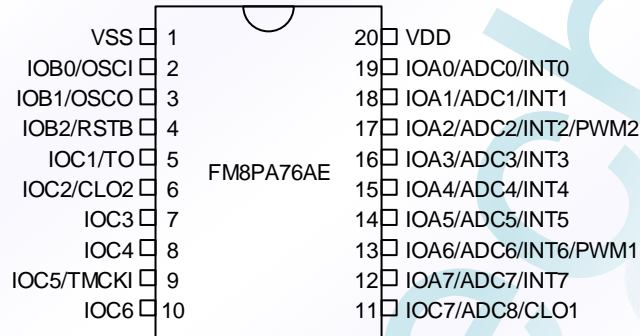 VSS 1 20 VDD
IOB0/OSCI 2 19 IOA0/ADC0/INT0
IOB1/OSCO 3 18 IOA1/ADC1/INT1
IOB2/RSTB 4 17 IOA2/ADC2/INT2/PWM2
IOC1/TO 5 16 IOA3/ADC3/INT3
FM8PA76AE
IOC2/CLO2 6 15 IOA4/ADC4/INT4
IOC3 7 14 IOA5/ADC5/INT5
IOC4 8 13 IOA6/ADC6/INT6/PWM1
IOC5/TMCKI 9 12 IOA7/ADC7/INT7
IOC6 10 11 IOC7/ADC8/CLO1